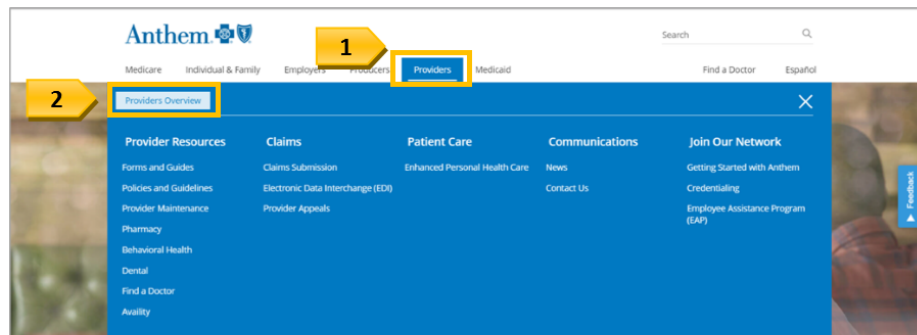 Anthem
Search
1
Medicare Individual & Family Employers Producers Providers Medicaid Find a Doctor Español
2
Providers Overview
Provider Resources
Forms and Guides
Policies and Guidelines
Provider Maintenance
Pharmacy
Behavioral Health
Dental
Find a Doctor
Availity
Claims
Claims Submission
Electronic Data Interchange (EDI)
Provider Appeals
Patient Care
Enhanced Personal Health Care
Communications
News
Contact Us
Join Our Network
Getting Started with Anthem
Credentialing
Employee Assistance Program
(EAP)
Feedback